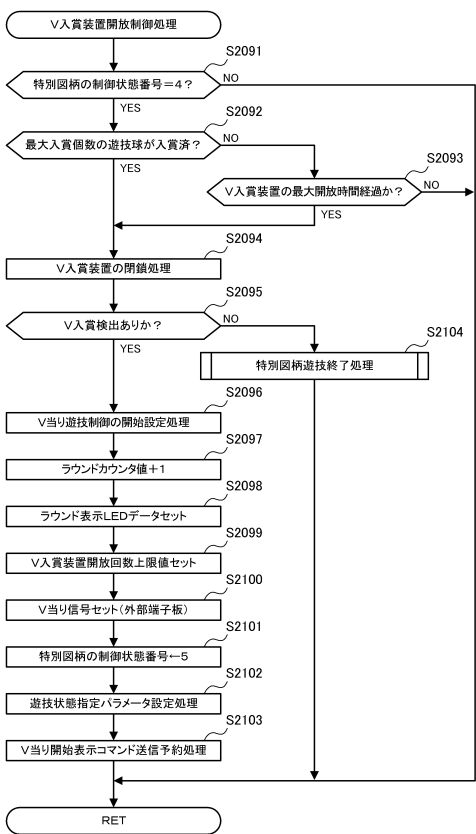 V入賞装置開放制御処理
S2091
特別図柄の制御状態番号=4?
NO
YES
S2092
最大入賞個数の遊技球が入賞済?
NO
YES
S2093
V入賞装置の最大開放時間経過か?
NO
YES
S2094
V入賞装置の閉鎖処理
S2095
V入賞検出ありか?
NO
YES
S2104
特別図柄遊技終了処理
S2096
V当り遊技制御の開始設定処理
S2097
ラウンドカウンタ値+1
S2098
ラウンド表示LEDデータセット
S2099
V入賞装置開放回数上限値セット
S2100
V当り信号セット(外部端子板)
S2101
特別図柄の制御状態番号←5
S2102
遊技状態指定パラメータ設定処理
S2103
V当り開始表示コマンド送信予約処理
RET